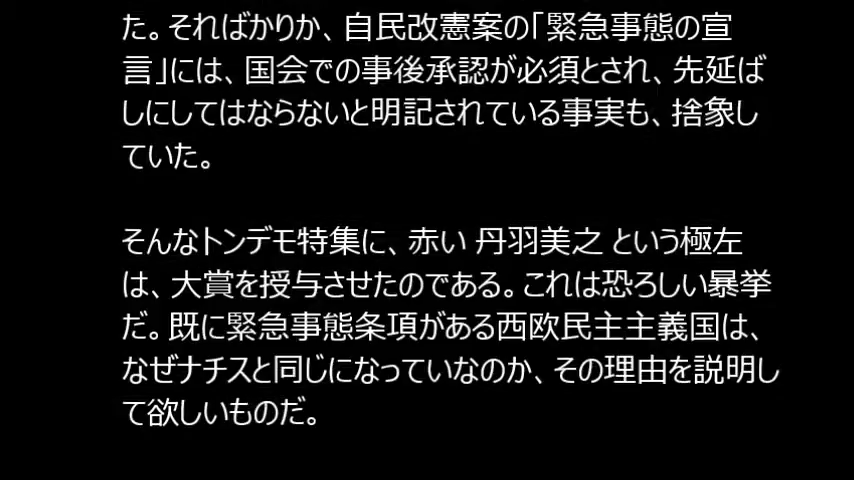 た。そればかりか、自民改憲案の「緊急事態の宣
言」には、国会での事後承認が必須とされ、先延ば
しにしてはならないと明記されている事実も、捨象し
ていた。
そんなトンデモ特集に、赤い 丹羽美之 という極左
は、大賞を授与させたのである。これは恐ろしい暴挙
だ。既に緊急事態条項がある西欧民主主義国は、
なぜナチスと同じになっていなのか、その理由を説明し
て欲しいものだ。